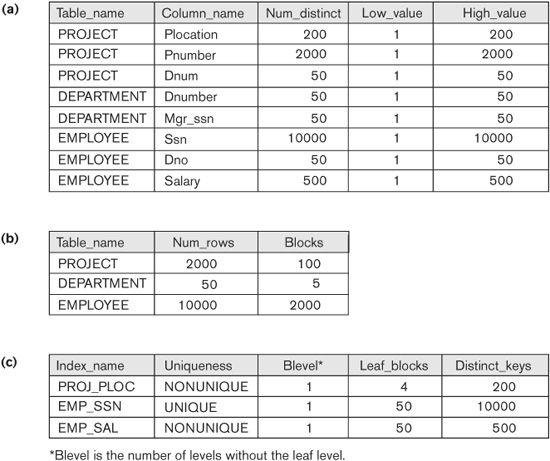 (a)
Table_name Column_name Num_distinct Low_value High_value
PROJECT Plocation 200 1 200
PROJECT Pnumber 2000 1 2000
PROJECT Dnum 50 1 50
DEPARTMENT Dnumber 50 1 50
DEPARTMENT Mgr_ssn 50 1 50
EMPLOYEE Ssn 10000 1 10000
EMPLOYEE Dno 50 1 50
EMPLOYEE Salary 500 1 500
(b)
Table_name Num_rows Blocks
PROJECT 2000 100
DEPARTMENT 50 5
EMPLOYEE 10000 2000
(c)
Index_name Uniqueness Blevel* Leaf_blocks Distinct_keys
PROJ_PLOC NONUNIQUE 1 4 200
EMP_SSN UNIQUE 1 50 10000
EMP_SAL NONUNIQUE 1 50 500
*Blevel is the number of levels without the leaf level.